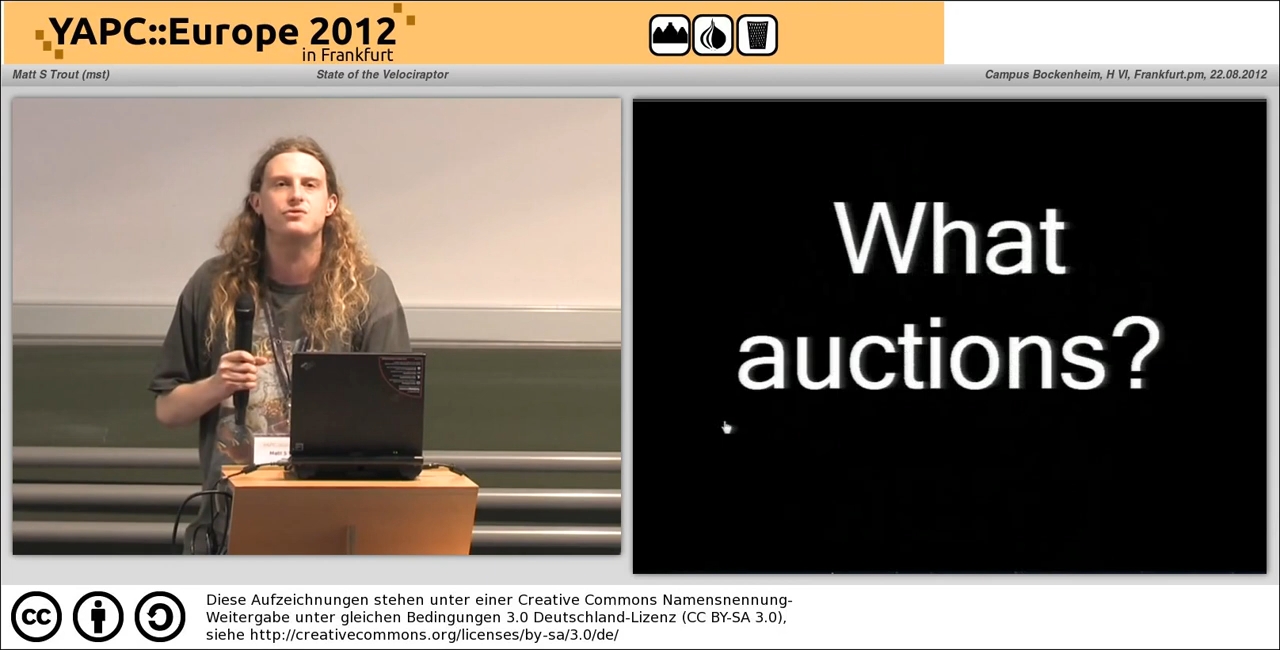 YAPC::Europe 2012
in Frankfurt
Matt S Trout (mst)
State of the Velociraptor
Campus Bockenheim, H VI, Frankfurt.pm, 22.08.2012
What
auctions?
Matt S
cc
Diese Aufzeichnungen stehen unter einer Creative Commons Namensnennung-
Weitergabe unter gleichen Bedingungen 3.0 Deutschland-Lizenz (CC BY-SA 3.0),
siehe http://creativecommons.org/licenses/by-sa/3.0/de/